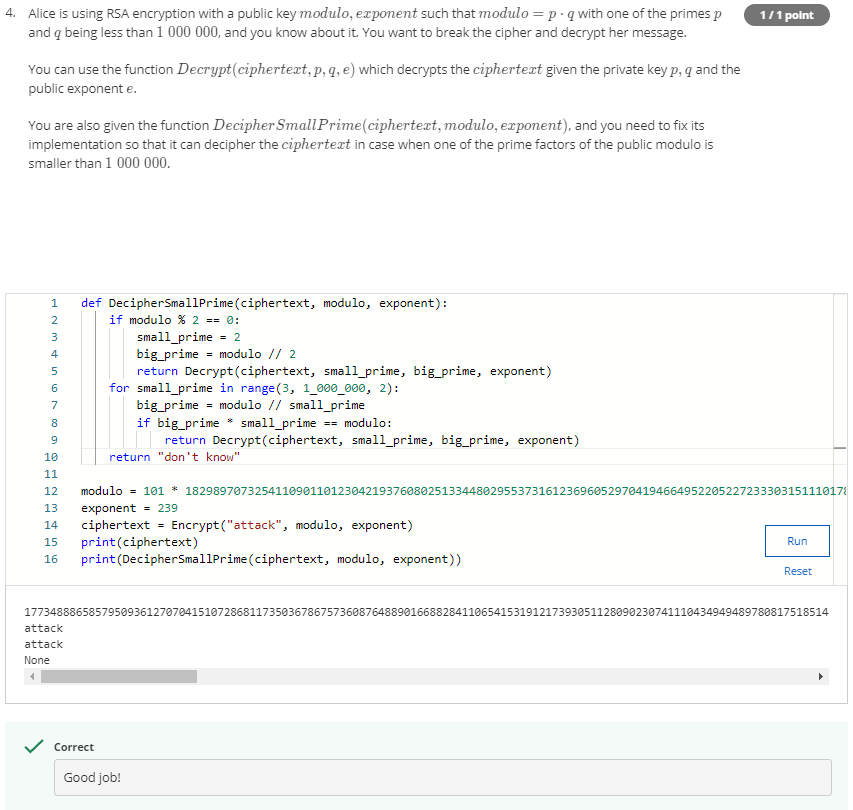 4. Alice is using RSA encryption with a public key modulo, exponent such that modulo = p · q with one of the primes p
1 / 1 point
and q being less than 1 000 000, and you know about it. You want to break the cipher and decrypt her message.
You can use the function Decrypt(ciphertext, p, q, e) which decrypts the ciphertext given the private key p, q and the
public exponent e.
You are also given the function DecipherSmallPrime(ciphertext, modulo, exponent), and you need to fix its
implementation so that it can decipher the ciphertext in case when one of the prime factors of the public modulo is
smaller than 1 000 000.
1 def DecipherSmallPrime(ciphertext, modulo, exponent):
2 if modulo % 2 == 0:
3 small_prime = 2
4 big_prime = modulo // 2
5 return Decrypt(ciphertext, small_prime, big_prime, exponent)
6 for small_prime in range(3, 1_000_000, 2):
7 big_prime = modulo // small_prime
8 if big_prime * small_prime == modulo:
9 return Decrypt(ciphertext, small_prime, big_prime, exponent)
10 return "don't know"
11
12 modulo = 101 * 182989707325411090110123042193760802513344802955373161236960529704194664952205227233303151110178
13 exponent = 239
14 ciphertext = Encrypt("attack", modulo, exponent)
15 print(ciphertext)
16 print(DecipherSmallPrime(ciphertext, modulo, exponent))
Run
Reset
17734888658579509361270704151072868117350367867573608764889016688284110654153191217393051128090230741110434949489780817518514
attack
attack
None
Correct
Good job!